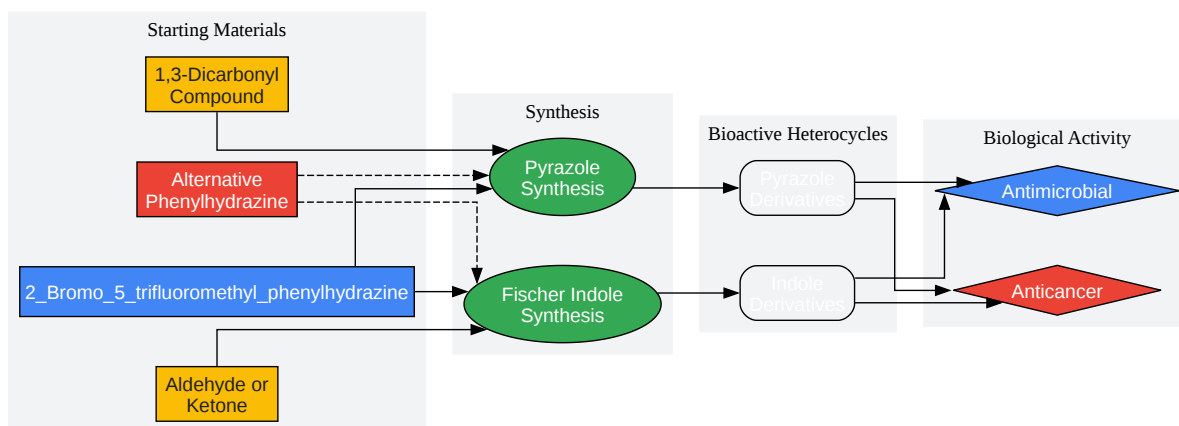 Starting Materials
1,3-Dicarbonyl
Compound
Alternative
Phenylhydrazine
2_Bromo_5_trifluoromethyl_phenylhydrazine
Aldehyde or
Ketone
Synthesis
Pyrazole
Synthesis
Fischer Indole
Synthesis
Bioactive Heterocycles
Pyrazole
Derivatives
Indole
Derivatives
Biological Activity
Antimicrobial
Anticancer